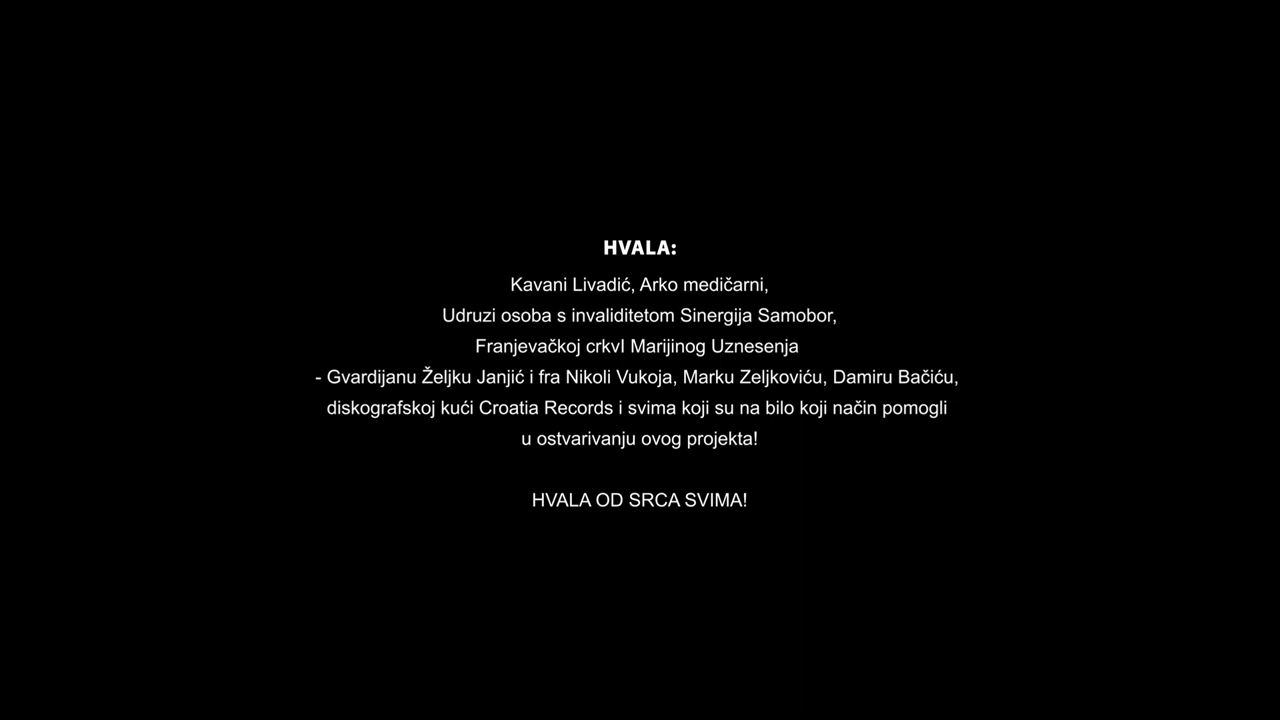 HVALA:
Kavani Livadić, Arko medičarni,
Udruzi osoba s invaliditetom Sinergija Samobor,
Franjevačkoj crkvI Marijinog Uznesenja
- Gvardijanu Željku Janjić i fra Nikoli Vukoja, Marku Zeljkoviću, Damiru Bačiću,
diskografskoj kući Croatia Records i svima koji su na bilo koji način pomogli
u ostvarivanju ovog projekta!
HVALA OD SRCA SVIMA!